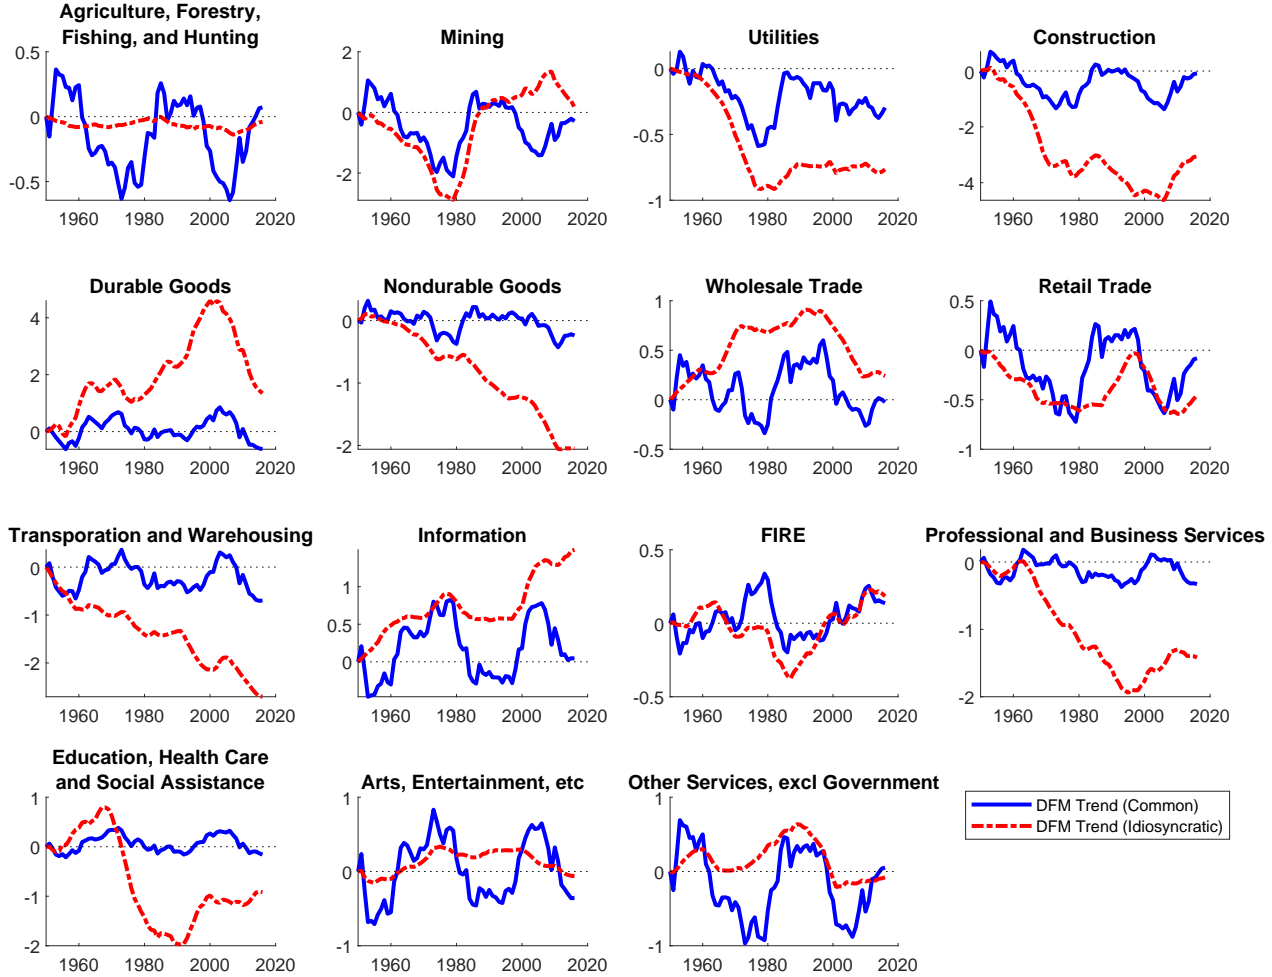 Agriculture, Forestry,
Fishing, and Hunting
0.5
0
-0.5
1960 1980 2000 2020
Mining
2
0
-2
1960 1980 2000 2020
Utilities
0
-0.5
-1
1960 1980 2000 2020
Construction
0
-2
-4
1960 1980 2000 2020
Durable Goods
4
2
0
1960 1980 2000 2020
Nondurable Goods
0
-1
-2
1960 1980 2000 2020
Wholesale Trade
1
0.5
0
-0.5
1960 1980 2000 2020
Retail Trade
0.5
0
-0.5
-1
1960 1980 2000 2020
Transporation and Warehousing
0
-1
-2
1960 1980 2000 2020
Information
1
0.5
0
1960 1980 2000 2020
FIRE
0.5
0
-0.5
1960 1980 2000 2020
Professional and Business Services
0
-1
-2
1960 1980 2000 2020
Education, Health Care
and Social Assistance
1
0
-1
-2
1960 1980 2000 2020
Arts, Entertainment, etc
1
0
-1
1960 1980 2000 2020
Other Services, excl Government
1
0
-1
1960 1980 2000 2020
DFM Trend (Common)
DFM Trend (Idiosyncratic)